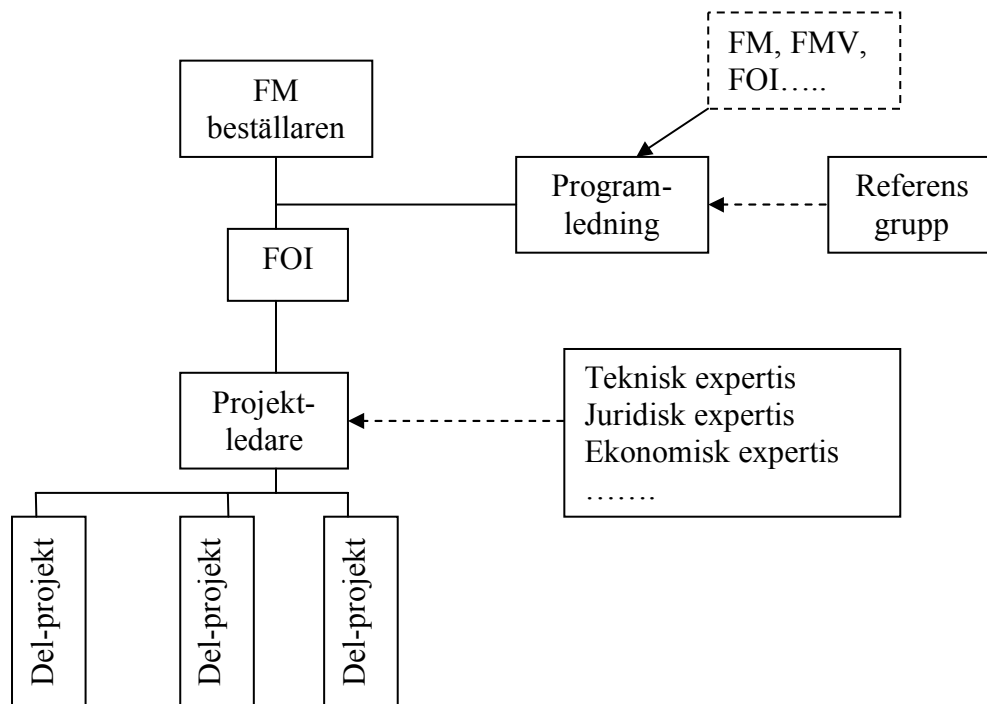 FM, FMV,
FOI…..
FM
beställaren
Program-
ledning
Referens
grupp
FOI
Projekt-
ledare
Teknisk expertis
Juridisk expertis
Ekonomisk expertis
…….
Del-projekt
Del-projekt
Del-projekt